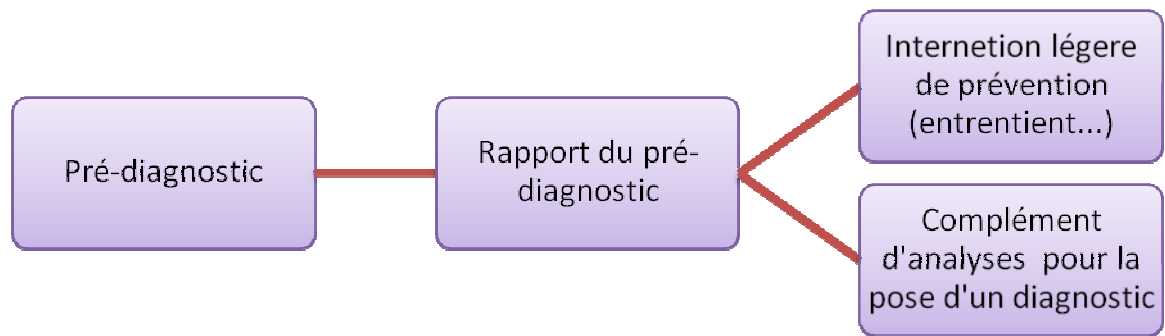 Pré-diagnostic
Rapport du pré-
diagnostic
Internetion légere
de prévention
(entrentient...)
Complément
d'analyses pour la
pose d'un diagnostic